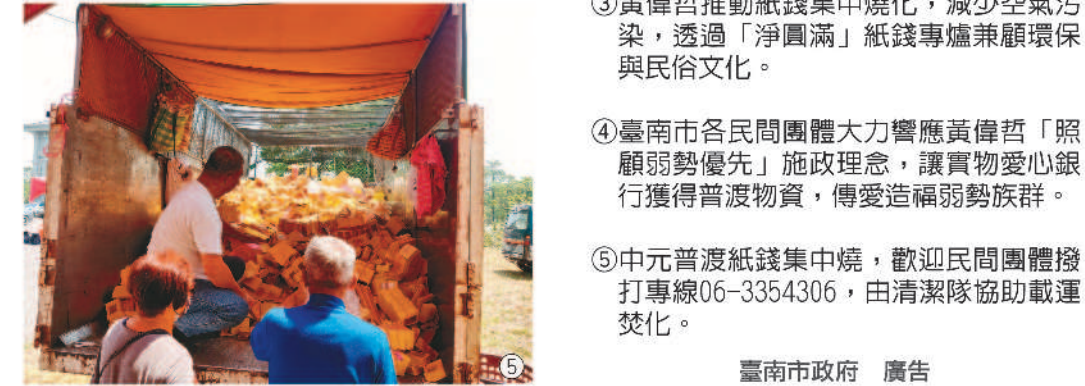 ⑤
③黃偉哲推動紙錢集中燒化，減少空氣污
染，透過「淨圓滿」紙錢專爐兼顧環保
與民俗文化。
④臺南市各民間團體大力響應黃偉哲「照
顧弱勢優先」施政理念，讓實物愛心銀
行獲得普渡物資，傳愛造福弱勢族群。
⑤中元普渡紙錢集中燒，歡迎民間團體撥
打專線06-3354306，由清潔隊協助載運
焚化。
臺南市政府　廣告